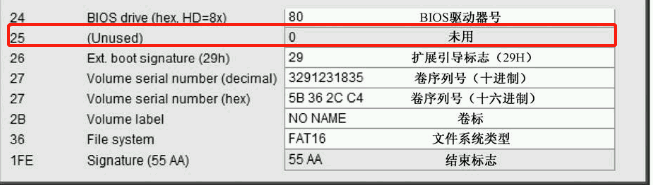 24 BIOS drive (hex, HD=8x) 80 BIOS驱动器号
25 (Unused) 0 未用
26 Ext. boot signature (29h) 29 扩展引导标志（29H）
27 Volume serial number (decimal) 3291231835 卷序列号（十进制）
27 Volume serial number (hex) 5B 36 2C C4 卷序列号（十六进制）
2B Volume label NO NAME 卷标
36 File system FAT16 文件系统类型
1FE Signature (55 AA) 55 AA 结束标志